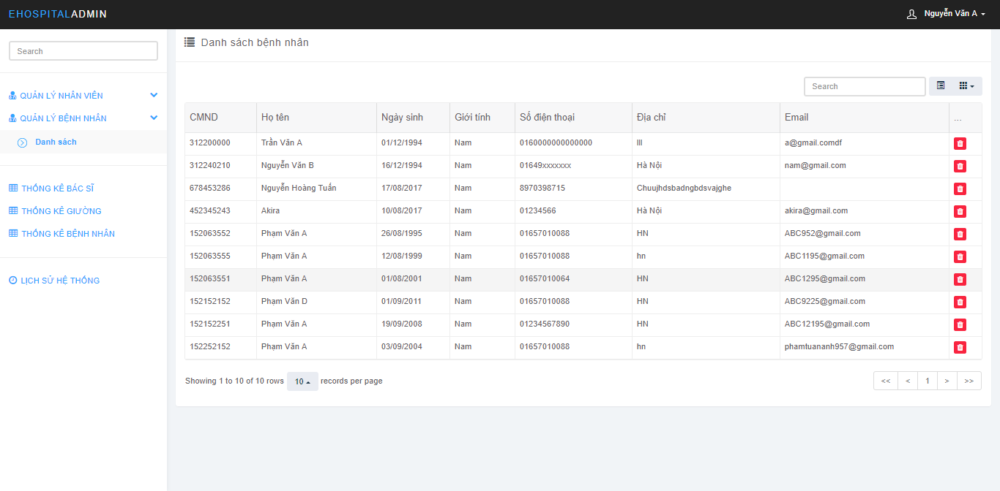 EHOSPITALADMIN
Nguyễn Văn A
Search
QUẢN LÝ NHÂN VIÊN
QUẢN LÝ BỆNH NHÂN
Danh sách
THỐNG KÊ BÁC SĨ
THỐNG KÊ GIƯỜNG
THỐNG KÊ BỆNH NHÂN
LỊCH SỬ HỆ THỐNG
Danh sách bệnh nhân
Search
CMND Họ tên Ngày sinh Giới tính Số điện thoại Địa chỉ Email ...
312200000 Trần Văn A 01/12/1994 Nam 0160000000000000 lll a@gmail.comdf
312240210 Nguyễn Văn B 16/12/1994 Nam 01649xxxxxxx Hà Nội nam@gmail.com
678453286 Nguyễn Hoàng Tuấn 17/08/2017 Nam 8970398715 Chuujhdsbadngbdsvajghe
452345243 Akira 10/08/2017 Nam 01234566 Hà Nội akira@gmail.com
152063552 Phạm Văn A 26/08/1995 Nam 01657010088 HN ABC952@gmail.com
152063555 Phạm Văn A 12/08/1999 Nam 01657010088 hn ABC1195@gmail.com
152063551 Phạm Văn A 01/08/2001 Nam 01657010064 HN ABC1295@gmail.com
152152152 Phạm Văn D 01/09/2011 Nam 01657010088 HN ABC9225@gmail.com
152152251 Phạm Văn A 19/09/2008 Nam 01234567890 HN ABC12195@gmail.com
152252152 Phạm Văn A 03/09/2004 Nam 01657010088 hn phamtuananh957@gmail.com
Showing 1 to 10 of 10 rows 10 records per page << < 1 > >>